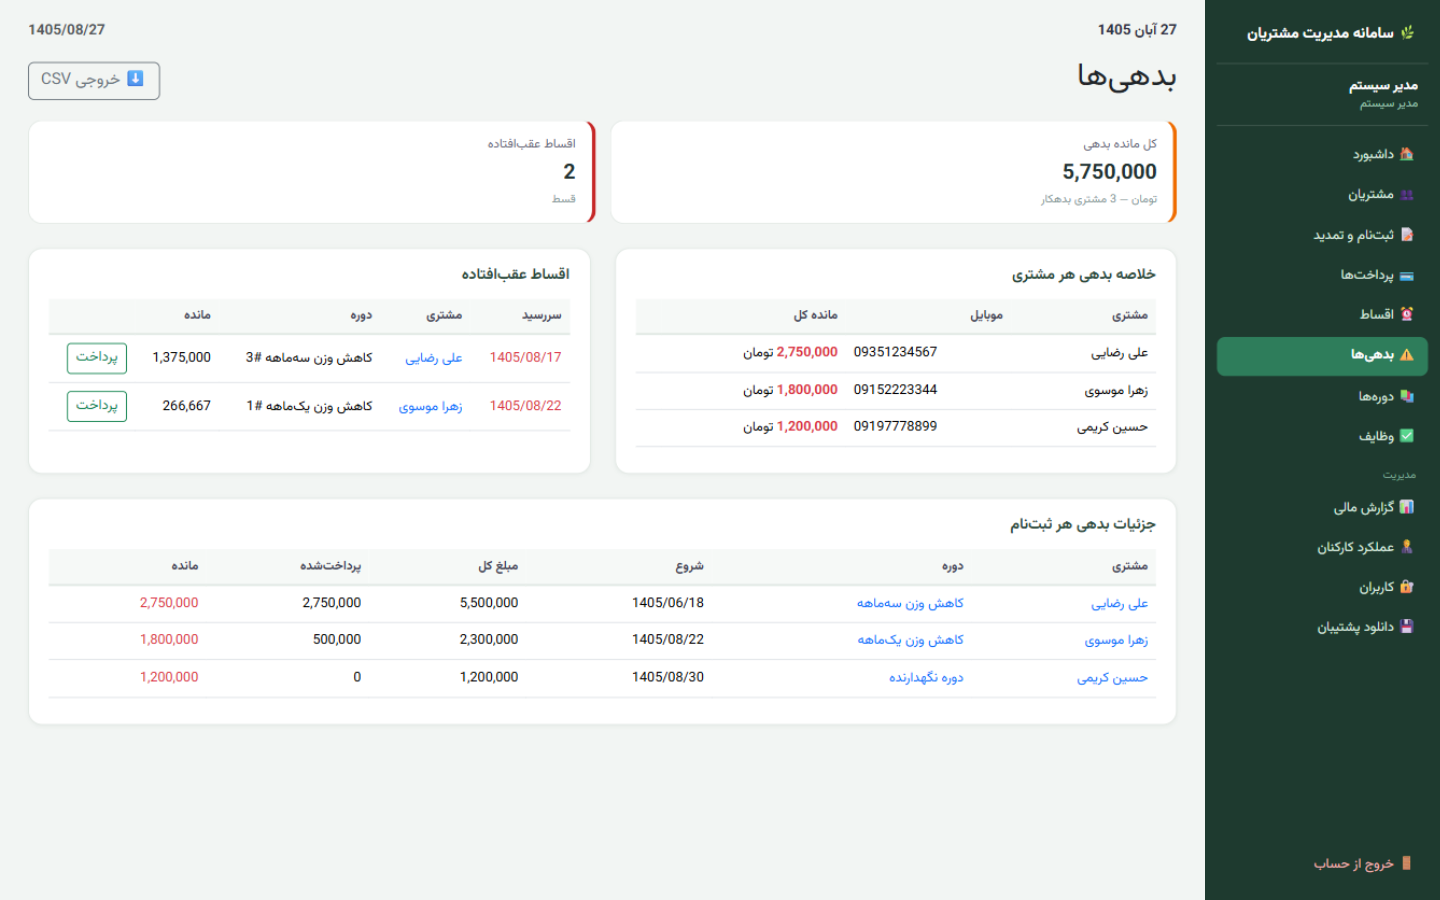 سامانه مدیریت مشتریان
مدیر سیستم
مدیر سیستم
داشبورد
مشتریان
ثبت‌نام و تمدید
پرداخت‌ها
اقساط
بدهی‌ها
دوره‌ها
وظایف
مدیریت
گزارش مالی
عملکرد کارکنان
کاربران
دانلود پشتیبان
خروج از حساب
27 آبان 1405
1405/08/27
بدهی‌ها
خروجی CSV
کل مانده بدهی
5,750,000
تومان — 3 مشتری بدهکار
اقساط عقب‌افتاده
2
قسط
خلاصه بدهی هر مشتری
مشتری موبایل مانده کل
علی رضایی 09351234567 2,750,000 تومان
زهرا موسوی 09152223344 1,800,000 تومان
حسین کریمی 09197778899 1,200,000 تومان
اقساط عقب‌افتاده
سررسید مشتری دوره مانده
1405/08/17 علی رضایی کاهش وزن سه‌ماهه #3 1,375,000 پرداخت
1405/08/22 زهرا موسوی کاهش وزن یک‌ماهه #1 266,667 پرداخت
جزئیات بدهی هر ثبت‌نام
مشتری دوره شروع مبلغ کل پرداخت‌شده مانده
علی رضایی کاهش وزن سه‌ماهه 1405/06/18 5,500,000 2,750,000 2,750,000
زهرا موسوی کاهش وزن یک‌ماهه 1405/08/22 2,300,000 500,000 1,800,000
حسین کریمی دوره نگهدارنده 1405/08/30 1,200,000 0 1,200,000